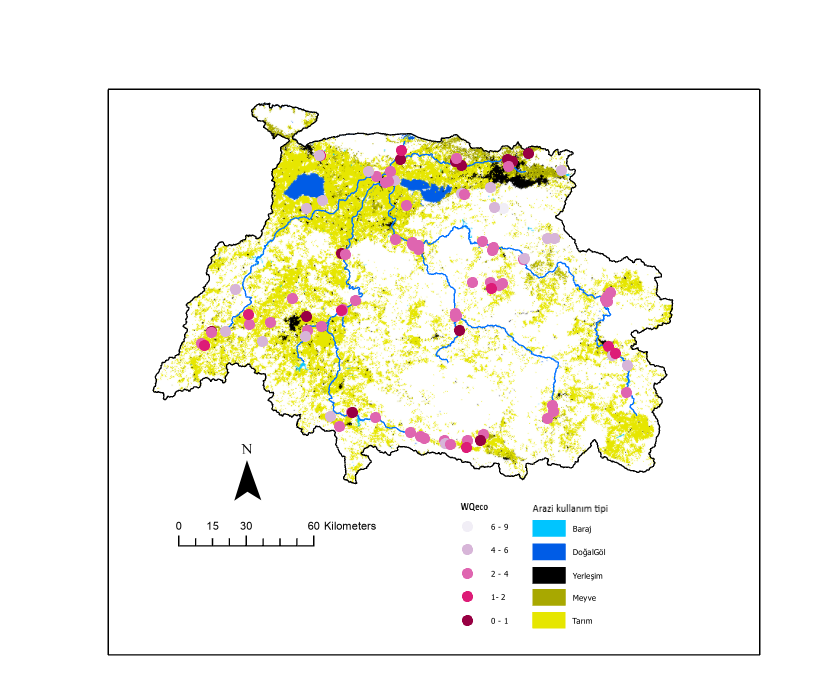 N
0 15 30 60 Kilometers
WQeco
6 - 9
4 - 6
2 - 4
1- 2
0 - 1
Arazi kullanım tipi
Baraj
DoğalGöl
Yerleşim
Meyve
Tarım